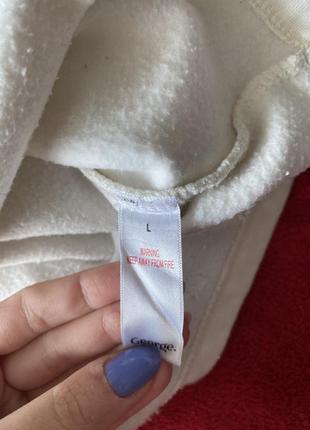 L
WARNING
KEEP AWAY FROM FIRE
George.